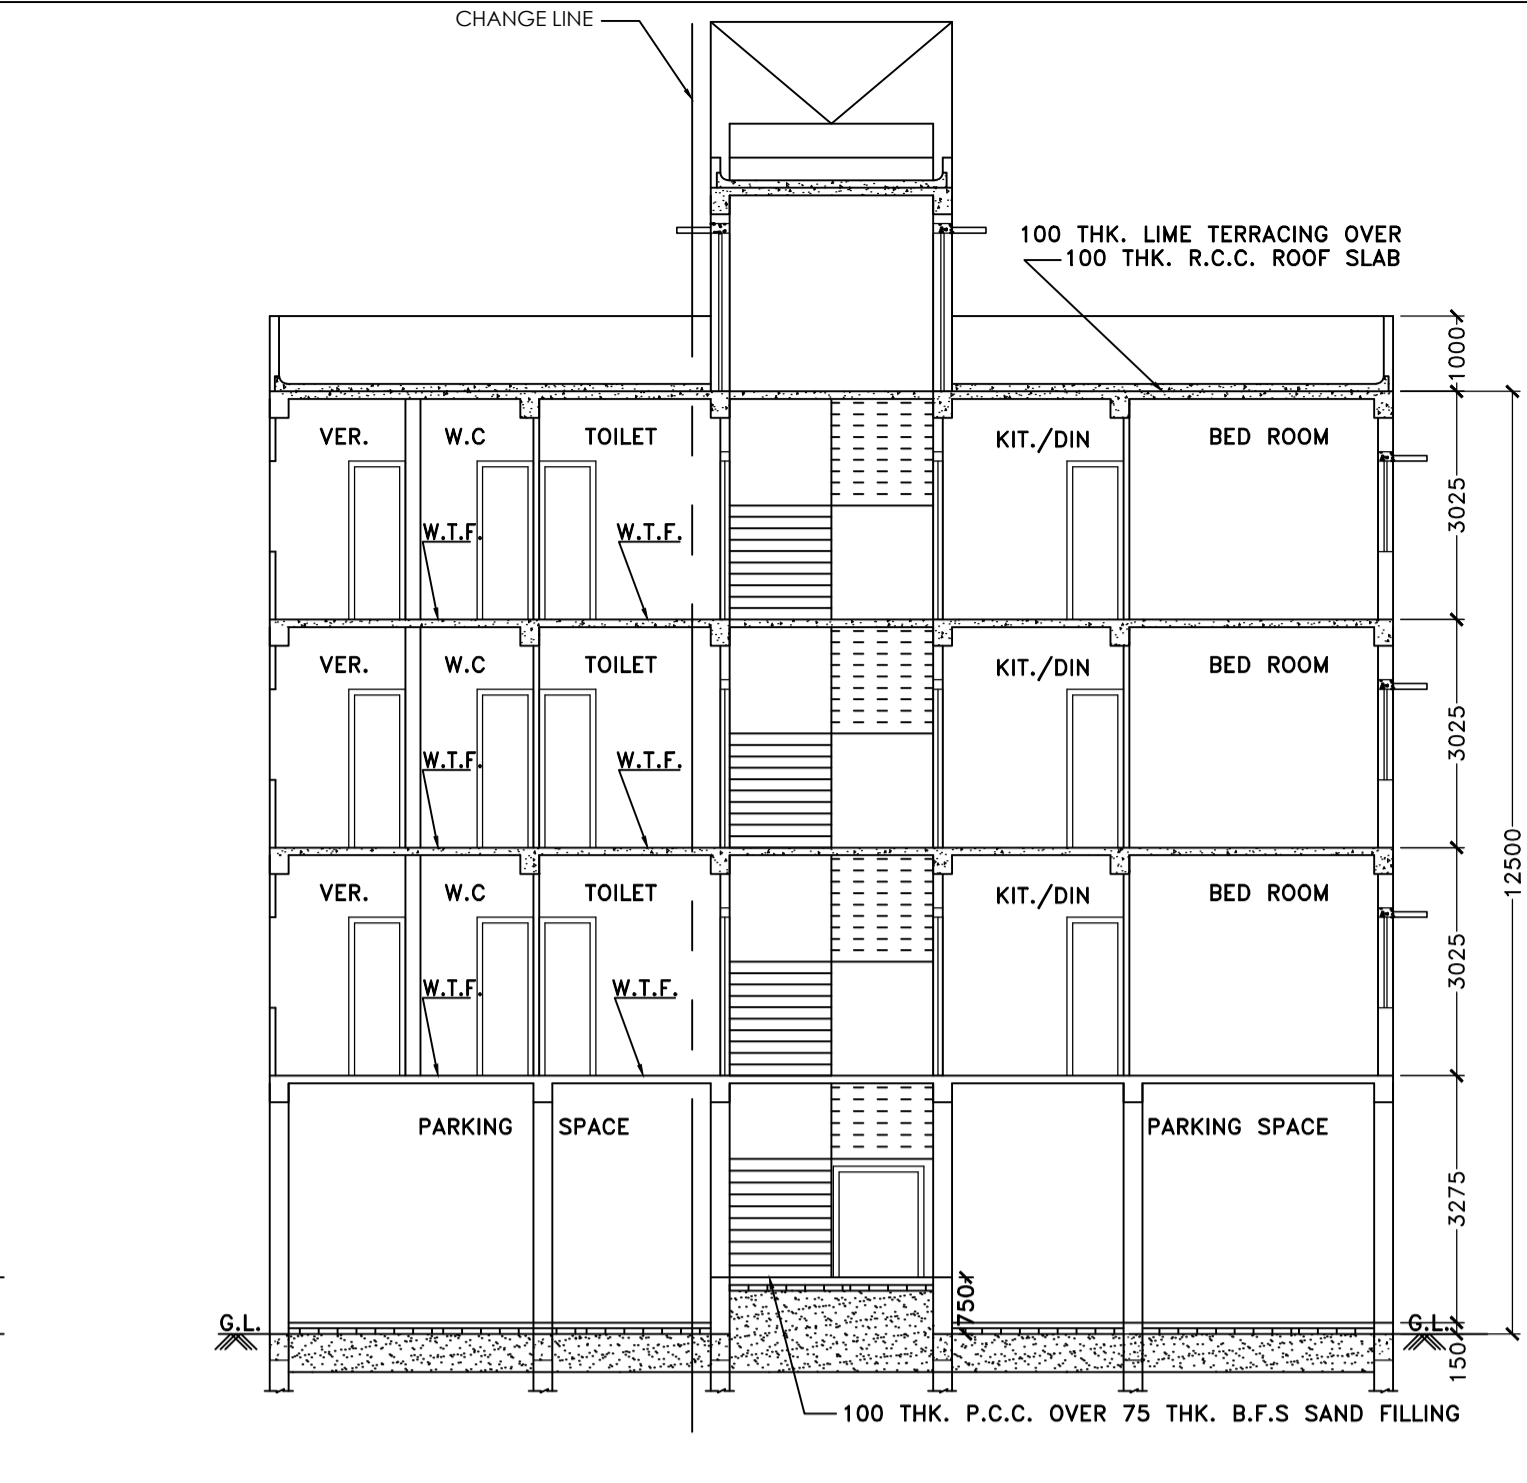 CHANGE LINE
100 THK. LIME TERRACING OVER
100 THK. R.C.C. ROOF SLAB
1000
VER. W.C TOILET KIT./DIN BED ROOM
3025
W.T.F. W.T.F.
VER. W.C TOILET KIT./DIN BED ROOM
3025
W.T.F. W.T.F.
12500
VER. W.C TOILET KIT./DIN BED ROOM
3025
W.T.F. W.T.F.
PARKING SPACE PARKING SPACE
3275
750
G.L. G.L.
150
100 THK. P.C.C. OVER 75 THK. B.F.S SAND FILLING